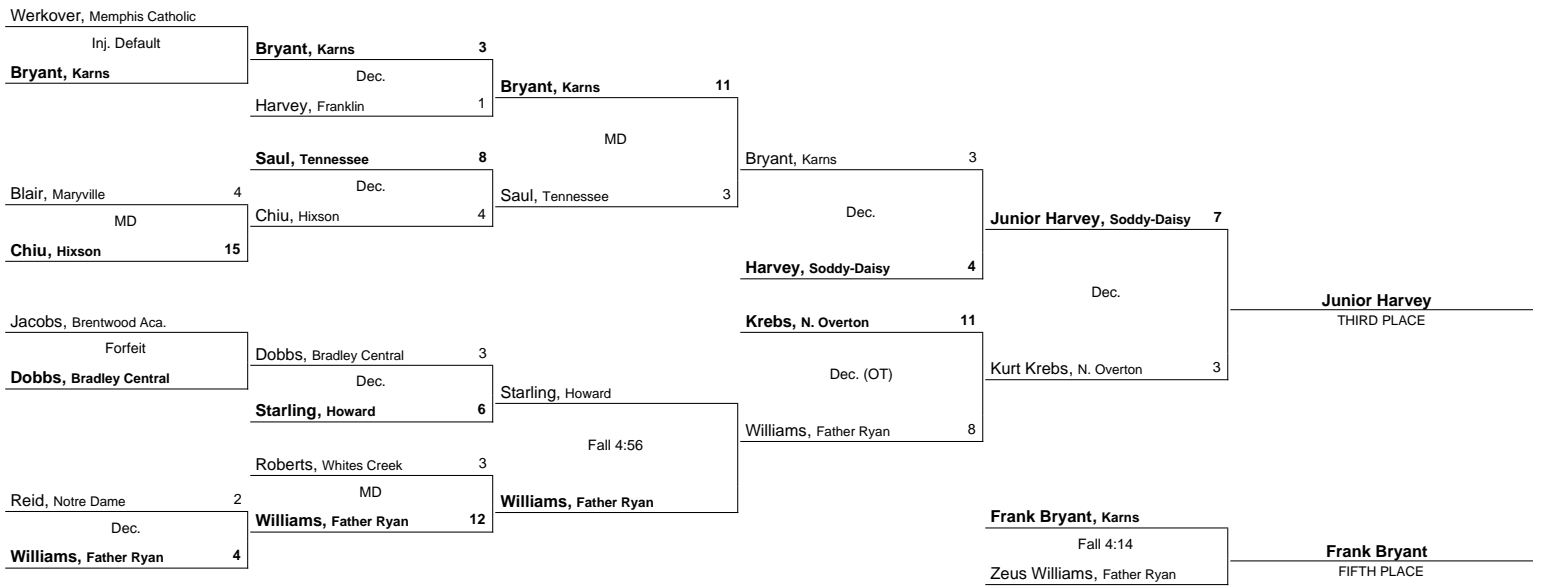 Werkover, Memphis Catholic
Inj. Default
Bryant, Karns
Blair, Maryville 4
MD
Chiu, Hixson 15
Jacobs, Brentwood Aca.
Forfeit
Dobbs, Bradley Central
Reid, Notre Dame 2
Dec.
Williams, Father Ryan 4
Bryant, Karns 3
Dec.
Harvey, Franklin 1
Saul, Tennessee 8
Dec.
Chiu, Hixson 4
Dobbs, Bradley Central 3
Dec.
Starling, Howard 6
Roberts, Whites Creek 3
MD
Williams, Father Ryan 12
Bryant, Karns 11
MD
Saul, Tennessee 3
Starling, Howard
Fall 4:56
Williams, Father Ryan
Bryant, Karns 3
Dec.
Harvey, Soddy-Daisy 4
Krebs, N. Overton 11
Dec. (OT)
Williams, Father Ryan 8
Junior Harvey, Soddy-Daisy 7
Dec.
Kurt Krebs, N. Overton 3
Junior Harvey
THIRD PLACE
Frank Bryant, Karns
Fall 4:14
Zeus Williams, Father Ryan
Frank Bryant
FIFTH PLACE